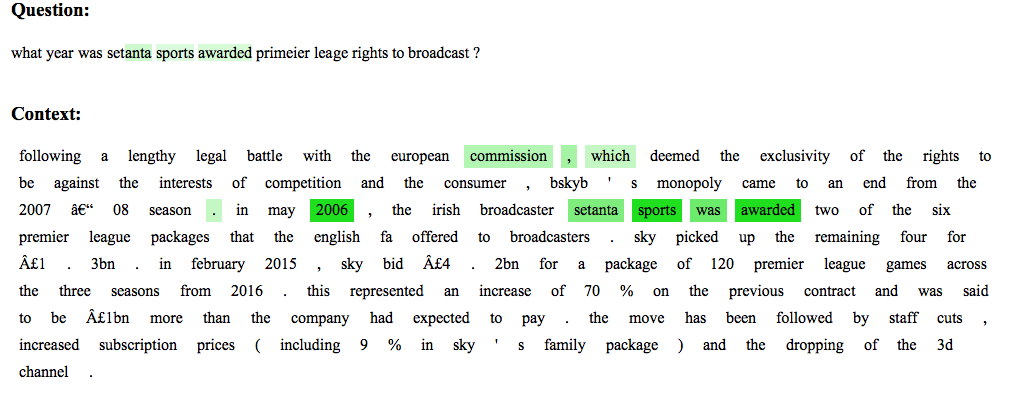 Question:
what year was setanta sports awarded primeier leage rights to broadcast ?
Context:
following a lengthy legal battle with the european commission , which deemed the exclusivity of the rights to
be against the interests of competition and the consumer , bskyb ' s monopoly came to an end from the
2007 â€“ 08 season . in may 2006 , the irish broadcaster setanta sports was awarded two of the six
premier league packages that the english fa offered to broadcasters . sky picked up the remaining four for
Â£1 . 3bn . in february 2015 , sky bid Â£4 . 2bn for a package of 120 premier league games across
the three seasons from 2016 . this represented an increase of 70 % on the previous contract and was said
to be Â£1bn more than the company had expected to pay . the move has been followed by staff cuts ,
increased subscription prices ( including 9 % in sky ' s family package ) and the dropping of the 3d
channel .